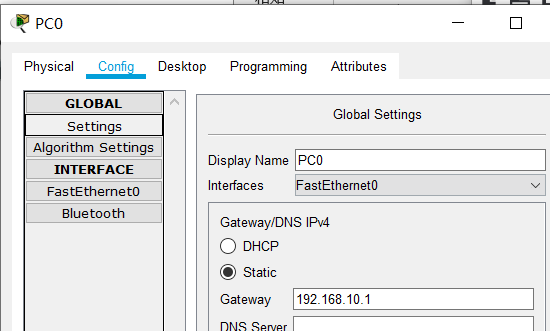 PC0
Physical Config Desktop Programming Attributes
GLOBAL
Settings
Algorithm Settings
INTERFACE
FastEthernet0
Bluetooth
Global Settings
Display Name PC0
Interfaces FastEthernet0
Gateway/DNS IPv4
DHCP
Static
Gateway 192.168.10.1
DNS Server